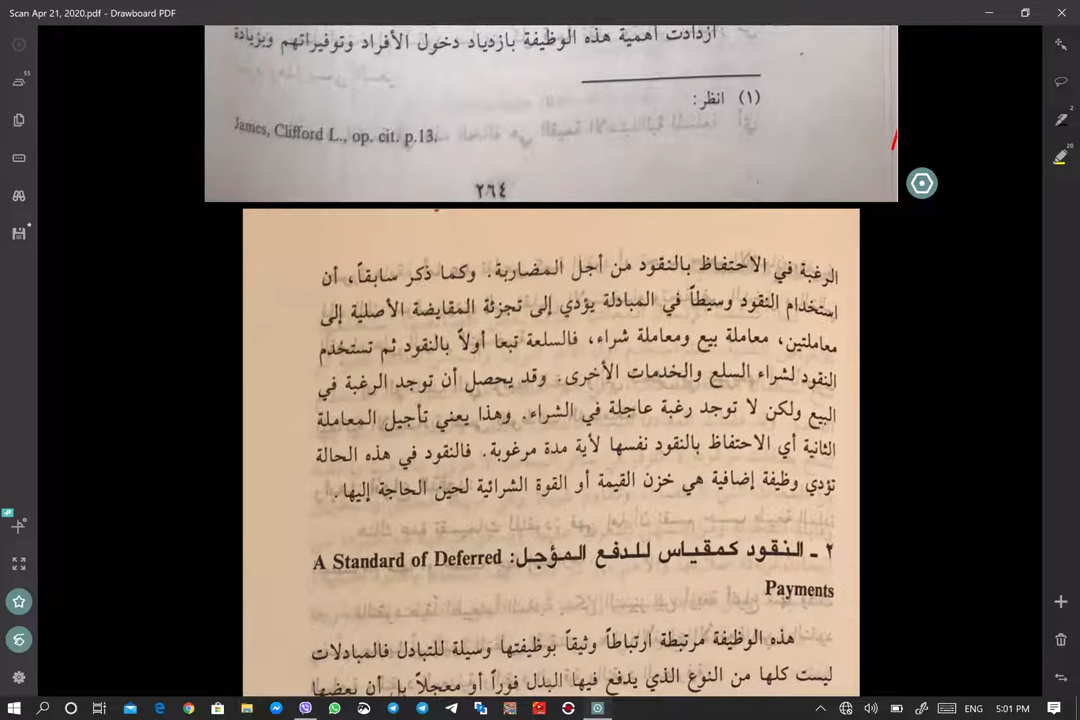 Scan Apr 21, 2020.pdf - Drawboard PDF
ازدادت أهمية هذه الوظيفة بازدياد دخول الأفراد وتوفيراتهم وبزيادة
(١) انظر:
James, Clifford L., op. cit. p.13.
٢٦٤
الرغبة في الاحتفاظ بالنقود من أجل المضاربة. وكما ذكر سابقاً، أن
استخدام النقود وسيطاً في المبادلة يؤدي إلى تجزئة المقايضة الأصلية إلى
معاملتين، معاملة بيع ومعاملة شراء، فالسلعة تبعا أولاً بالنقود ثم تستخدم
النقود لشراء السلع والخدمات الأخرى. وقد يحصل أن توجد الرغبة في
البيع ولكن لا توجد رغبة عاجلة في الشراء. وهذا يعني تأجيل المعاملة
الثانية أي الاحتفاظ بالنقود نفسها لأية مدة مرغوبة. فالنقود في هذه الحالة
تؤدي وظيفة إضافية هي خزن القيمة أو القوة الشرائية لحين الحاجة إليها.
٢ - النقود كمقياس للدفع المؤجل: A Standard of Deferred
Payments
هذه الوظيفة مرتبطة ارتباطاً وثيقاً بوظيفتها وسيلة للتبادل فالمبادلات
ليست كلها من النوع الذي يدفع فيها البدل فوراً أو معجلاً بل أن بعضها
53
2
20
ENG
5:01 PM